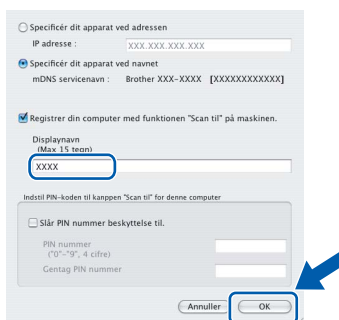 Specificér dit apparat ved adressen
IP adresse : XXX.XXX.XXX.XXX
Specificér dit apparat ved navnet
mDNS servicenavn : Brother XXX-XXXX [XXXXXXXXXXXX]
Registrer din computer med funktionen "Scan til" på maskinen.
Displaynavn
(Max 15 tegn)
XXXX
Indstil PIN-koden til kanppen "Scan til" for denne computer
Slår PIN nummer beskyttelse til.
PIN nummer
("0"-"9", 4 cifre)
Gentag PIN nummer
Annuller OK